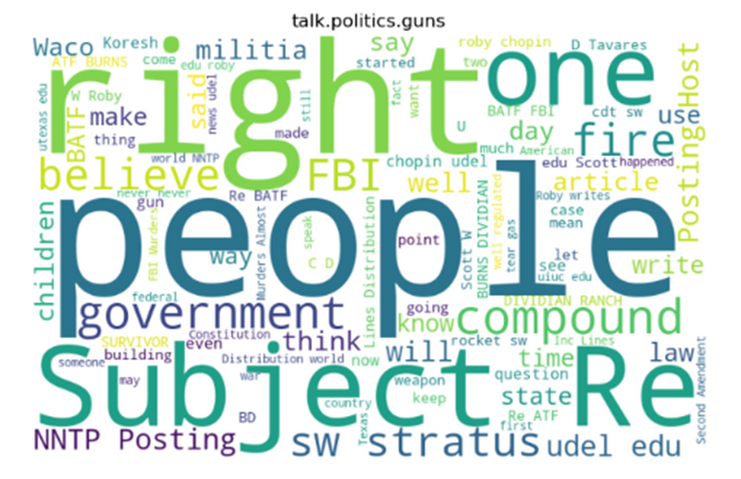 talk.politics.guns
Waco
Koresh
militia
say
roby chopin
D Tavares
ATF BURNS
come
edu roby
started
two
right
one
utexas edu
W Roby
BATF
make
thing
said
news udel
still
made
fact
want
U
BATF FBI
cdt sw
use
Posting Host
day
fire
much
American
world NNTP
believe
FBI
chopin udel
well
edu Scott
happened
article
never never
gun
Re BATF
Roby writes
children
people
FBI Murders
way
Murders Almost
speak
C D
Lines Distribution
point
Scott W
BURNS DIVIDIAN
well regulated
tear gas
case
mean
let
see
uiuc edu
write
federal
government
going
know
DIVIDIAN RANCH
compound
SURVIVOR
Constitution
even
think
building
Distribution world
now
will
rocket sw
Inc Lines
time
law
someone
may
war
Subject Re
weapon
question
state
keep
country
BD
Texas
Re ATF
first
Second Amendment
NNTP Posting
sw stratus
udel edu